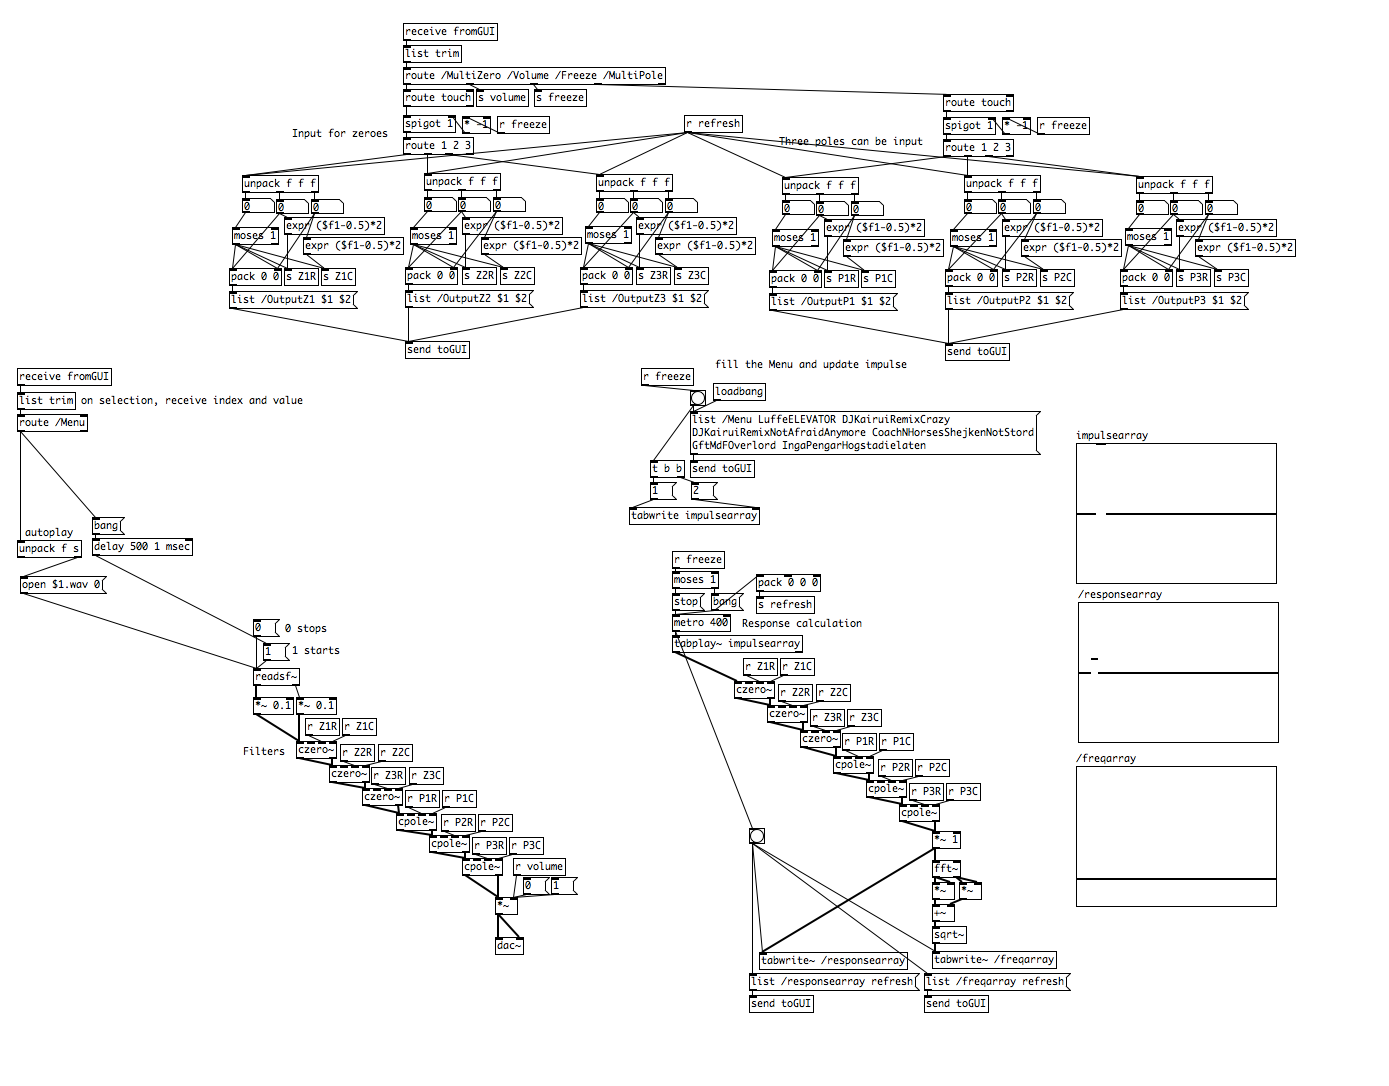 receive fromGUI
list trim
route /MultiZero /Volume /Freeze /MultiPole
route touch
s volume
s freeze
route touch
spigot 1
* -1
r freeze
r refresh
spigot 1
* -1
r freeze
Input for zeroes
Three poles can be input
route 1 2 3
route 1 2 3
unpack f f f
unpack f f f
unpack f f f
unpack f f f
unpack f f f
unpack f f f
0 0 0
0 0 0
0 0 0
0 0 0
0 0 0
0 0 0
expr ($f1-0.5)*2
expr ($f1-0.5)*2
expr ($f1-0.5)*2
expr ($f1-0.5)*2
expr ($f1-0.5)*2
expr ($f1-0.5)*2
moses 1
moses 1
moses 1
moses 1
moses 1
moses 1
expr ($f1-0.5)*2
expr ($f1-0.5)*2
expr ($f1-0.5)*2
expr ($f1-0.5)*2
expr ($f1-0.5)*2
expr ($f1-0.5)*2
pack 0 0
s Z1R
s Z1C
pack 0 0
s Z2R
s Z2C
pack 0 0
s Z3R
s Z3C
pack 0 0
s P1R
s P1C
pack 0 0
s P2R
s P2C
pack 0 0
s P3R
s P3C
list /OutputZ1 $1 $2
list /OutputZ2 $1 $2
list /OutputZ3 $1 $2
list /OutputP1 $1 $2
list /OutputP2 $1 $2
list /OutputP3 $1 $2
send toGUI
send toGUI
receive fromGUI
list trim
on selection, receive index and value
route /Menu
autoplay
bang
unpack f s
delay 500 1 msec
open $1.wav 0
0
0 stops
1
1 starts
readsf~
*~ 0.1
*~ 0.1
r Z1R
r Z1C
Filters
czero~
r Z2R
r Z2C
czero~
r Z3R
r Z3C
czero~
r P1R
r P1C
cpole~
r P2R
r P2C
cpole~
r P3R
r P3C
cpole~
r volume
0
1
*~
dac~
fill the Menu and update impulse
r freeze
loadbang
list /Menu LuffeELEVATOR DJKairuiRemixCrazy
DJKairuiRemixNotAfraidAnymore CoachNHorsesShejkenNotStord
GftMdFOverlord IngaPengarHogstadielaten
t b b
send toGUI
1
2
tabwrite impulsearray
r freeze
moses 1
pack 0 0 0
stop
bang
s refresh
metro 400
Response calculation
tabplay~ impulsearray
r Z1R
r Z1C
czero~
r Z2R
r Z2C
czero~
r Z3R
r Z3C
czero~
r P1R
r P1C
cpole~
r P2R
r P2C
cpole~
r P3R
r P3C
cpole~
*~ 1
fft~
*~
*~
+~
sqrt~
tabwrite~ /responsearray
tabwrite~ /freqarray
list /responsearray refresh
list /freqarray refresh
send toGUI
send toGUI
impulsearray
/responsearray
/freqarray